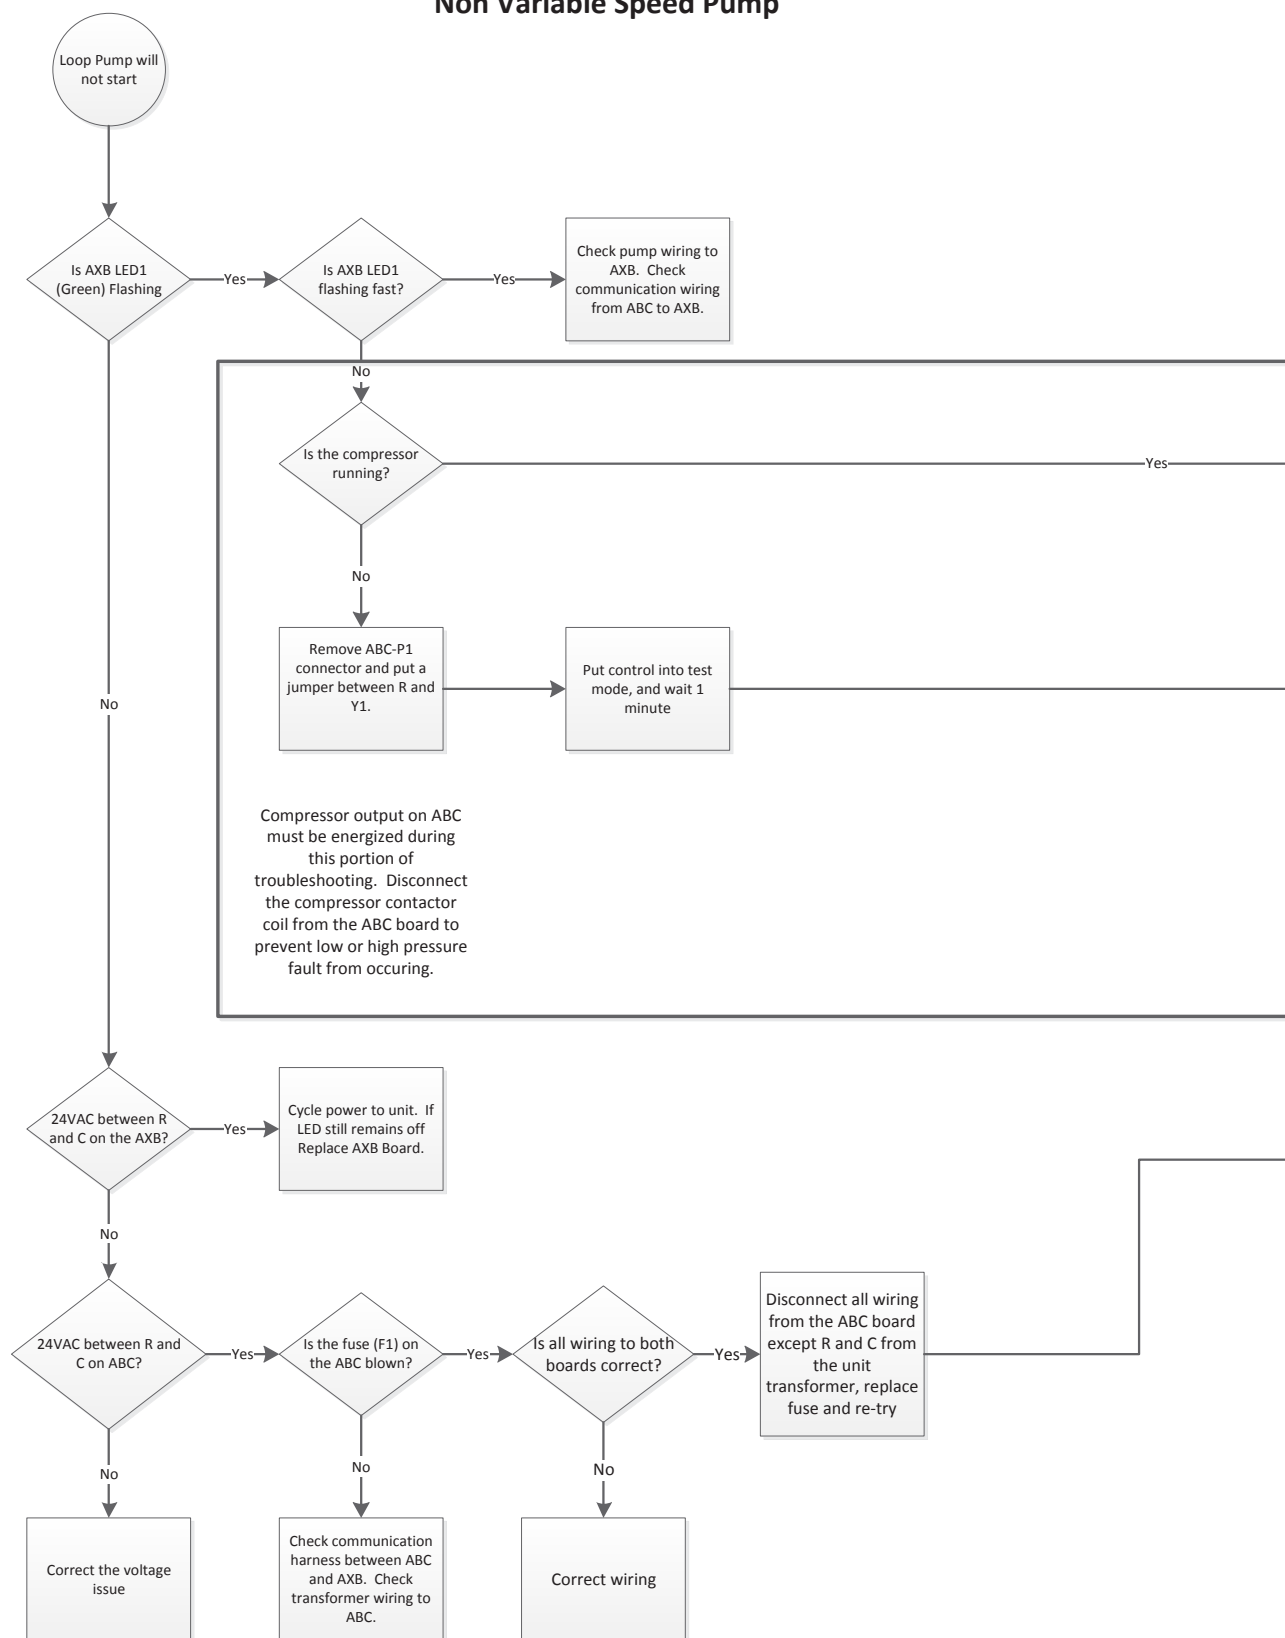 Non Variable Speed Pump
Loop Pump will
not start
Is AXB LED1
(Green) Flashing
Yes
Is AXB LED1
flashing fast?
Yes
Check pump wiring to
AXB.  Check
communication wiring
from ABC to AXB.
No
Is the compressor
running?
Yes
No
Remove ABC-P1
connector and put a
jumper between R and
Y1.
Put control into test
mode, and wait 1
minute
No
Compressor output on ABC
must be energized during
this portion of
troubleshooting.  Disconnect
the compressor contactor
coil from the ABC board to
prevent low or high pressure
fault from occuring.
24VAC between R
and C on the AXB?
Yes
Cycle power to unit.  If
LED still remains off
Replace AXB Board.
No
24VAC between R and
C on ABC?
Yes
Is the fuse (F1) on
the ABC blown?
Yes
Is all wiring to both
boards correct?
Yes
Disconnect all wiring
from the ABC board
except R and C from
the unit
transformer, replace
fuse and re-try
No
No
No
Correct the voltage
issue
Check communication
harness between ABC
and AXB.  Check
transformer wiring to
ABC.
Correct wiring